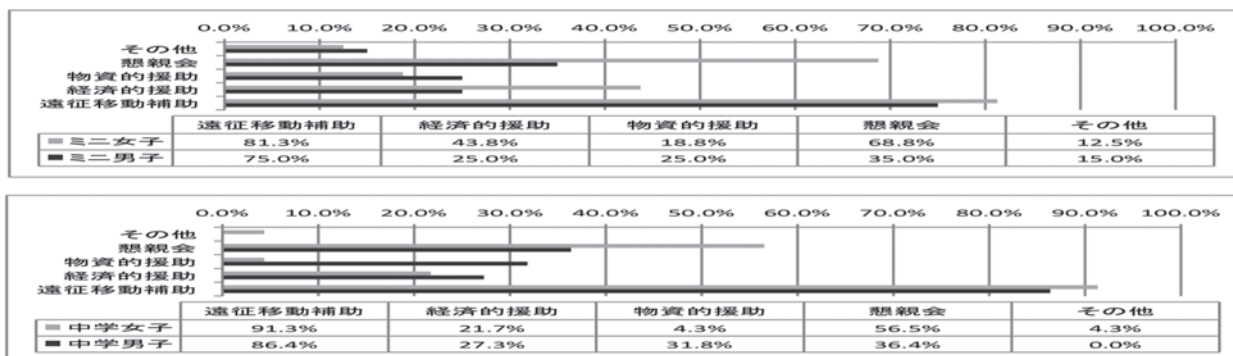 0.0% 10.0% 20.0% 30.0% 40.0% 50.0% 60.0% 70.0% 80.0% 90.0% 100.0%
その他
懇親会
物資的援助
経済的援助
遠征移動補助
遠征移動補助 経済的援助 物資的援助 懇親会 その他
ミニ女子 81.3% 43.8% 18.8% 68.8% 12.5%
ミニ男子 75.0% 25.0% 25.0% 35.0% 15.0%
0.0% 10.0% 20.0% 30.0% 40.0% 50.0% 60.0% 70.0% 80.0% 90.0% 100.0%
その他
懇親会
物資的援助
経済的援助
遠征移動補助
遠征移動補助 経済的援助 物資的援助 懇親会 その他
中学女子 91.3% 21.7% 4.3% 56.5% 4.3%
中学男子 86.4% 27.3% 31.8% 36.4% 0.0%